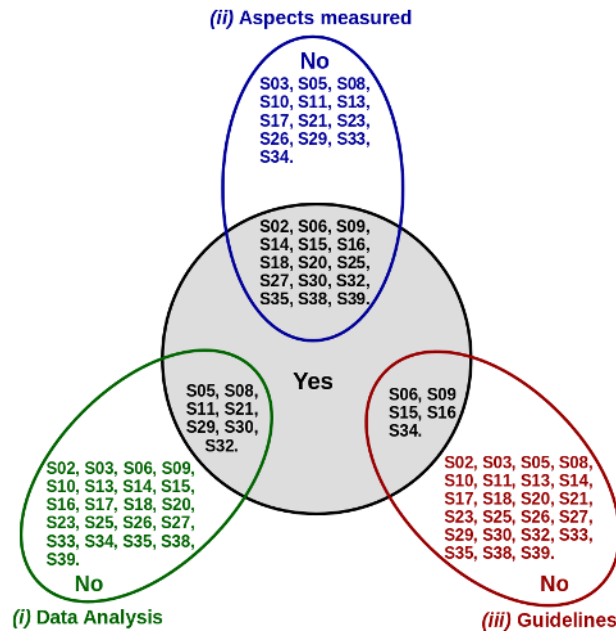 (ii) Aspects measured
No
S03, S05, S08,
S10, S11, S13,
S17, S21, S23,
S26, S29, S33,
S34.
S02, S06, S09,
S14, S15, S16,
S18, S20, S25,
S27, S30, S32,
S35, S38, S39.
Yes
S05, S08,
S11, S21,
S29, S30,
S32.
S06, S09
S15, S16
S34.
S02, S03, S06, S09,
S10, S13, S14, S15,
S16, S17, S18, S20,
S23, S25, S26, S27,
S33, S34, S35, S38,
S39.
No
(i) Data Analysis
S02, S03, S05, S08,
S10, S11, S13, S14,
S17, S18, S20, S21,
S23, S25, S26, S27,
S29, S30, S32, S33,
S35, S38, S39.
No
(iii) Guidelines